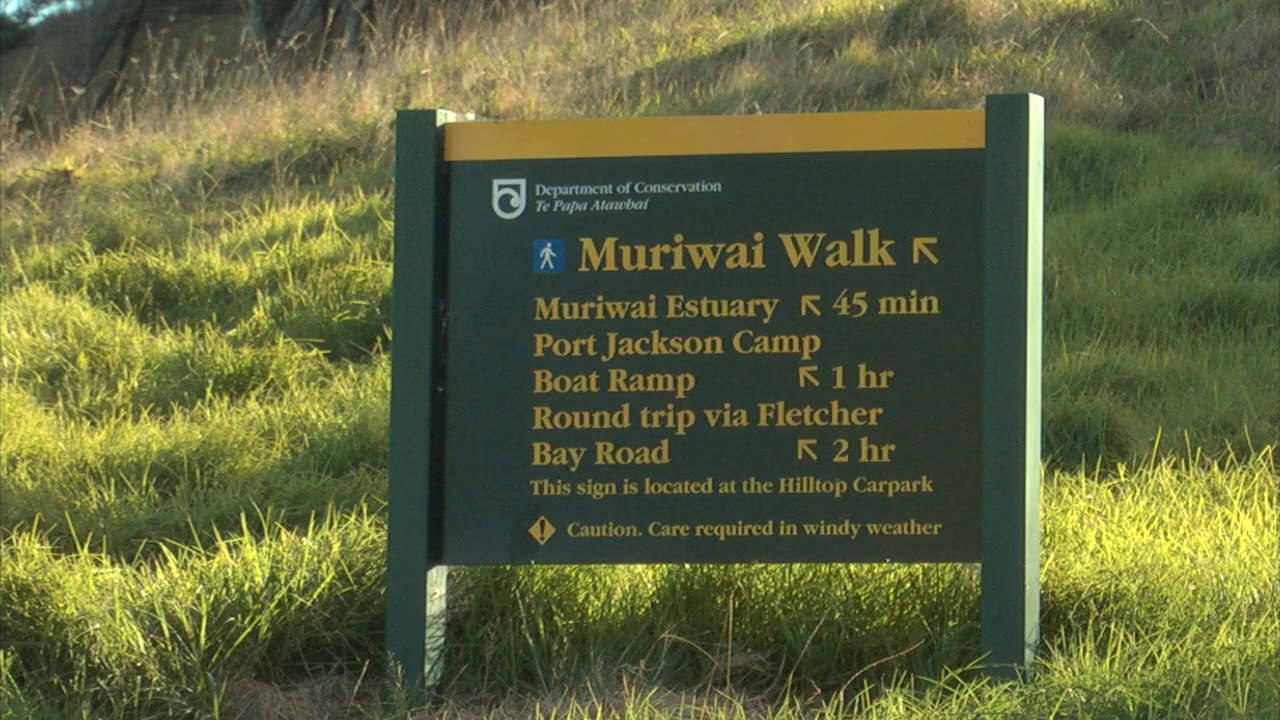 Department of Conservation
Te Papa Atawhai
Muriwai Walk ↖
Muriwai Estuary ↖ 45 min
Port Jackson Camp
Boat Ramp ↖ 1 hr
Round trip via Fletcher
Bay Road ↖ 2 hr
This sign is located at the Hilltop Carpark
Caution. Care required in windy weather